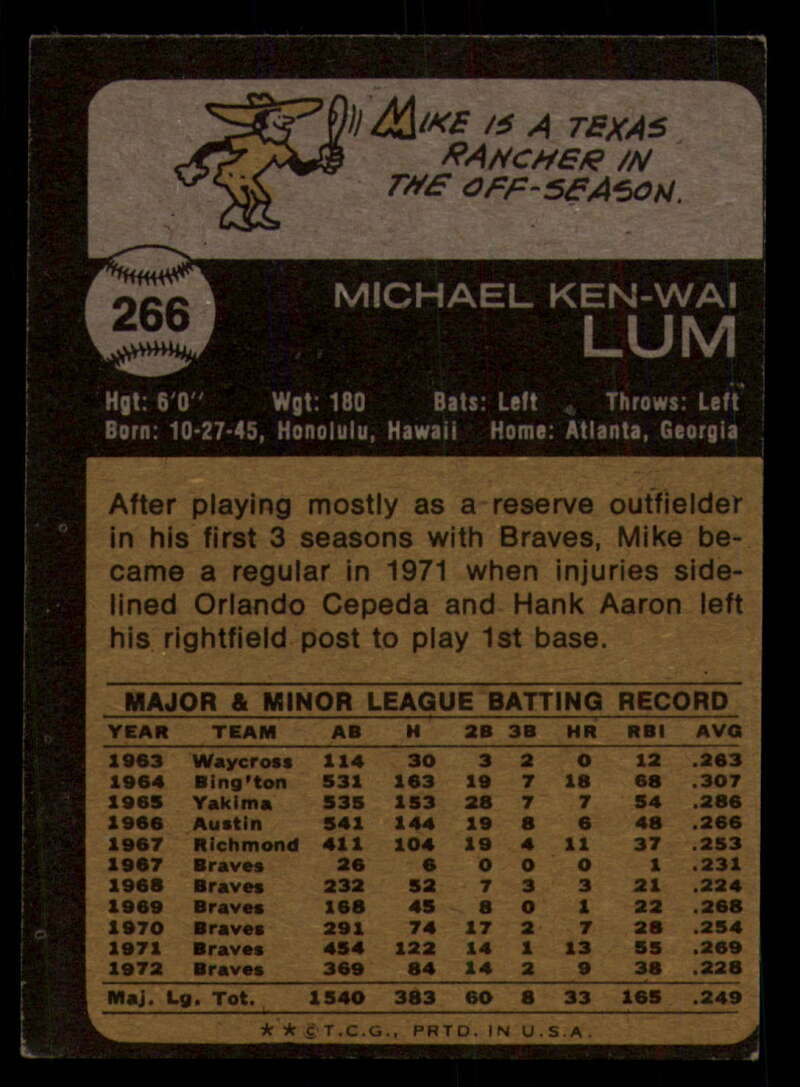 MIKE IS A TEXAS
RANCHER IN
THE OFF-SEASON.
266
MICHAEL KEN-WAI
LUM
Hgt: 6'0" Wgt: 180 Bats: Left Throws: Left
Born: 10-27-45, Honolulu, Hawaii Home: Atlanta, Georgia
After playing mostly as a reserve outfielder
in his first 3 seasons with Braves, Mike be-
came a regular in 1971 when injuries side-
lined Orlando Cepeda and Hank Aaron left
his rightfield post to play 1st base.
MAJOR & MINOR LEAGUE BATTING RECORD
YEAR TEAM AB H 2B 3B HR RBI AVG
1963 Waycross 114 30 3 2 0 12 .263
1964 Bing'ton 531 163 19 7 18 68 .307
1965 Yakima 535 153 28 7 7 54 .286
1966 Austin 541 144 19 8 6 48 .266
1967 Richmond 411 104 19 4 11 37 .253
1967 Braves 26 6 0 0 0 1 .231
1968 Braves 232 52 7 3 3 21 .224
1969 Braves 168 45 8 0 1 22 .268
1970 Braves 291 74 17 2 7 28 .254
1971 Braves 454 122 14 1 13 55 .269
1972 Braves 369 84 14 2 9 38 .228
Maj. Lg. Tot. 1540 383 60 8 33 165 .249
★★©T.C.G., PRTD. IN U.S.A.